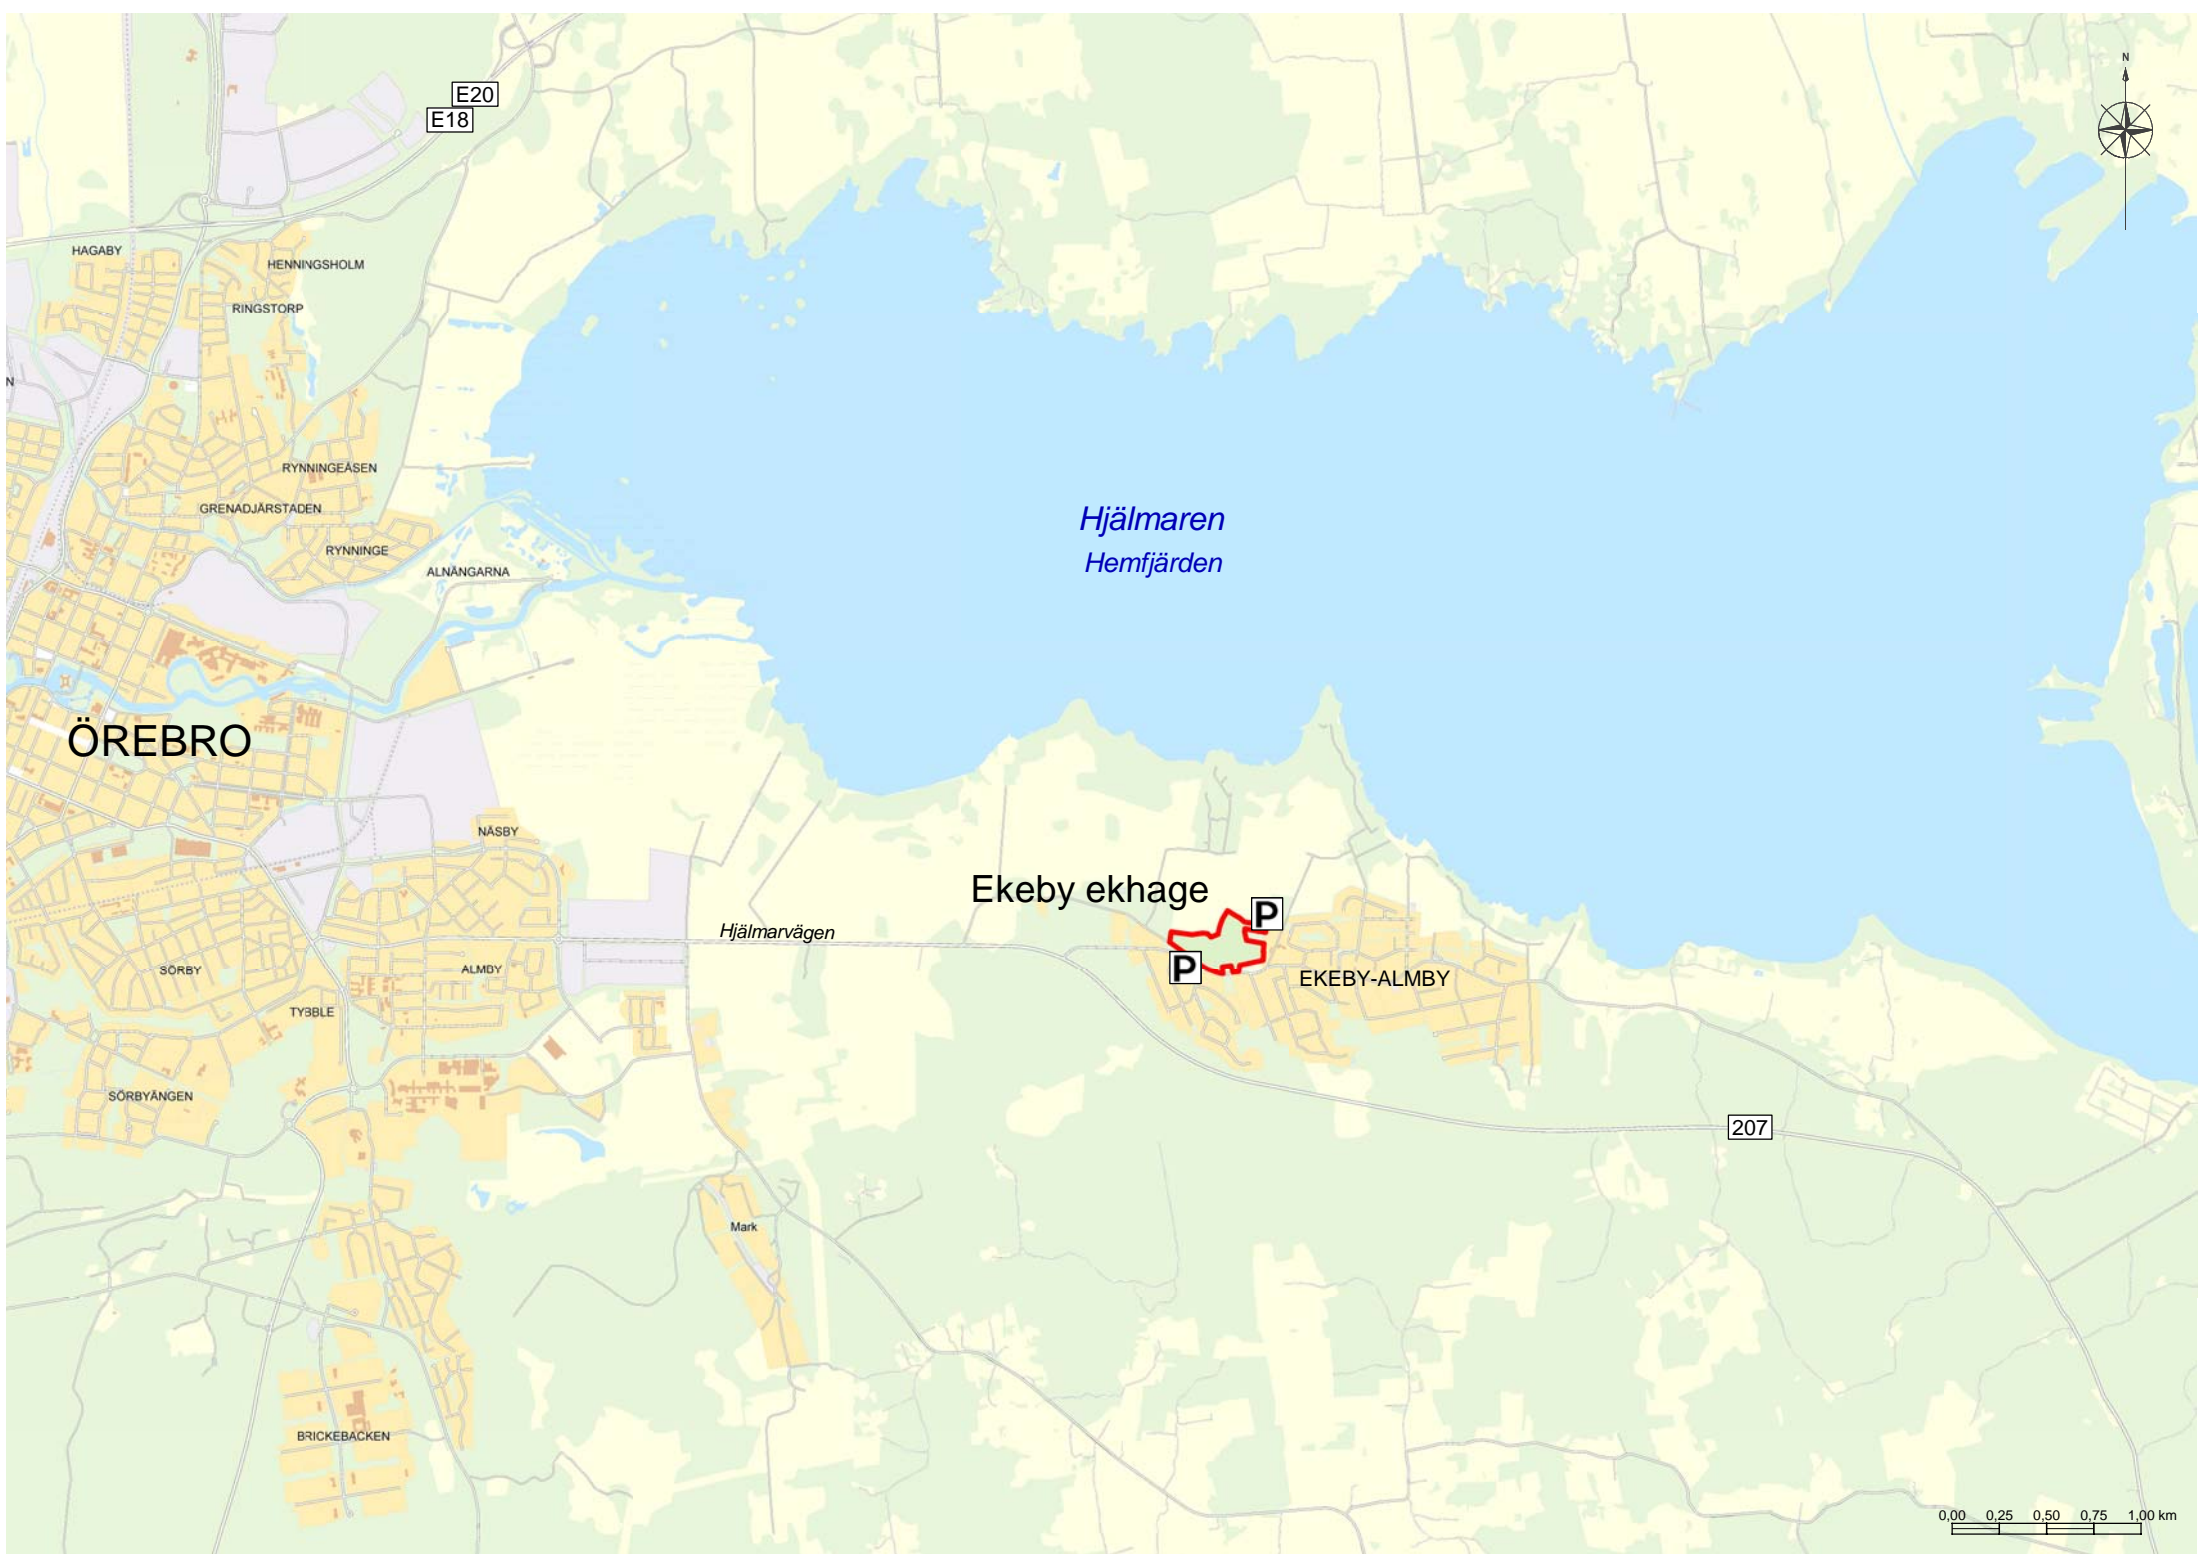 N
E20
E18
HAGABY
HENNINGSHOLM
RINGSTORP
N
RYNNINGEÅSEN
GRENADJÄRSTADEN
Hjälmaren
RYNNINGE
Hemfjärden
ALNÄNGARNA
ÖREBRO
NÄSBY
Ekeby ekhage
P
Hjälmarvägen
SÖRBY
ALMBY
P
EKEBY-ALMBY
TYBBLE
SÖRBYÄNGEN
207
Mark
BRICKEBACKEN
0,00 0,25 0,50 0,75 1,00 km